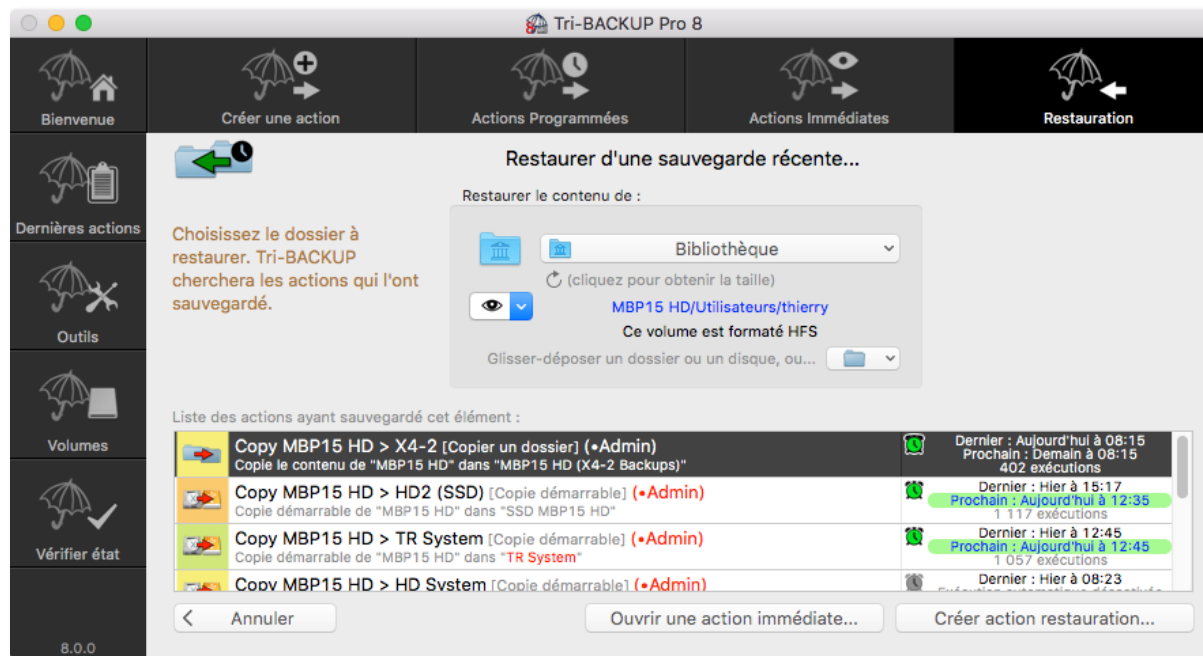 Tri-BACKUP Pro 8
Bienvenue
Créer une action
Actions Programmées
Actions Immédiates
Restauration
Dernières actions
Outils
Volumes
Vérifier état
8.0.0
Restaurer d'une sauvegarde récente...
Choisissez le dossier à
restaurer. Tri-BACKUP
cherchera les actions qui l'ont
sauvegardé.
Restaurer le contenu de :
Bibliothèque
(cliquez pour obtenir la taille)
MBP15 HD/Utilisateurs/thierry
Ce volume est formaté HFS
Glisser-déposer un dossier ou un disque, ou...
Liste des actions ayant sauvegardé cet élément :
Copy MBP15 HD > X4-2 [Copier un dossier] (•Admin)
Copie le contenu de "MBP15 HD" dans "MBP15 HD (X4-2 Backups)"
Dernier : Aujourd'hui à 08:15
Prochain : Demain à 08:15
402 exécutions
Copy MBP15 HD > HD2 (SSD) [Copie démarrable] (•Admin)
Copie démarrable de "MBP15 HD" dans "SSD MBP15 HD"
Dernier : Hier à 15:17
Prochain : Aujourd'hui à 12:35
1 117 exécutions
Copy MBP15 HD > TR System [Copie démarrable] (•Admin)
Copie démarrable de "MBP15 HD" dans "TR System"
Dernier : Hier à 12:45
Prochain : Aujourd'hui à 12:45
1 057 exécutions
Copy MBP15 HD > HD System [Copie démarrable] (•Admin)
Dernier : Hier à 08:23
Exécution automatique désactivée
Annuler
Ouvrir une action immédiate...
Créer action restauration...